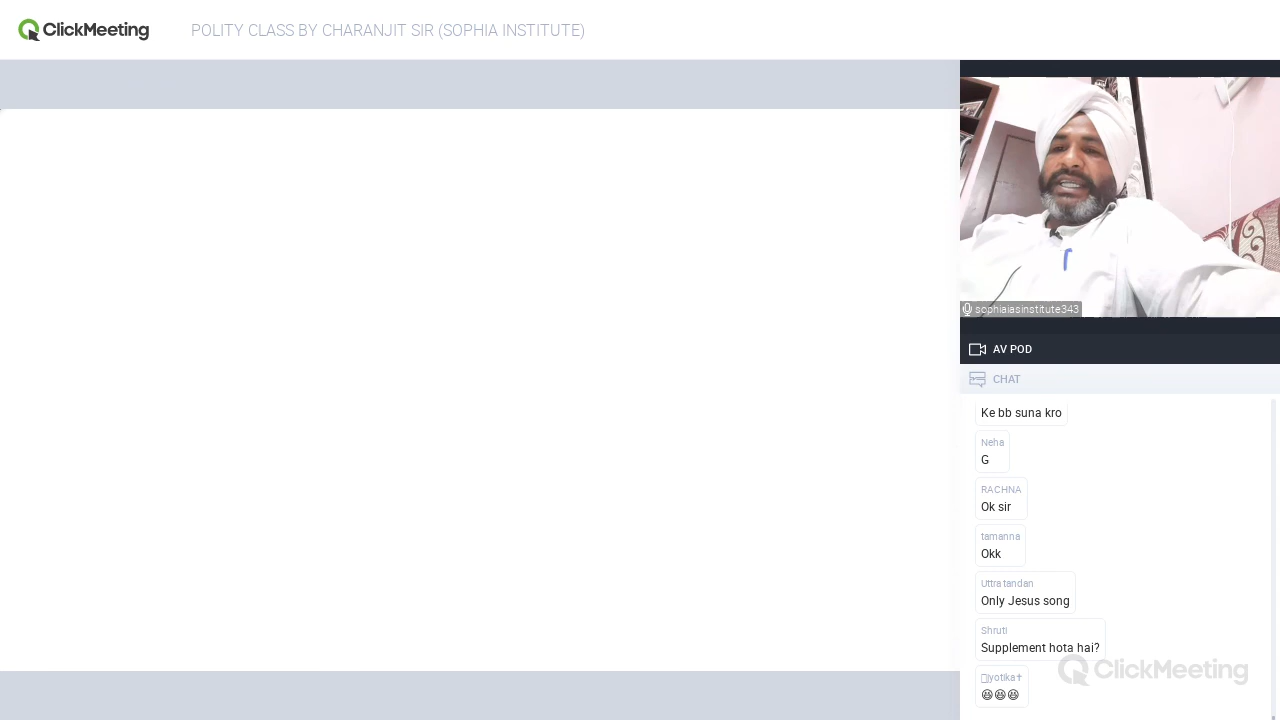 ClickMeeting
POLITY CLASS BY CHARANJIT SIR (SOPHIA INSTITUTE)
sophiaiasinstitute343
AV POD
CHAT
Ke bb suna kro
Neha
G
RACHNA
Ok sir
tamanna
Okk
Uttra tandan
Only Jesus song
Shruti
Supplement hota hai?
ClickMeeting
Jyotika✝
😆😆😆